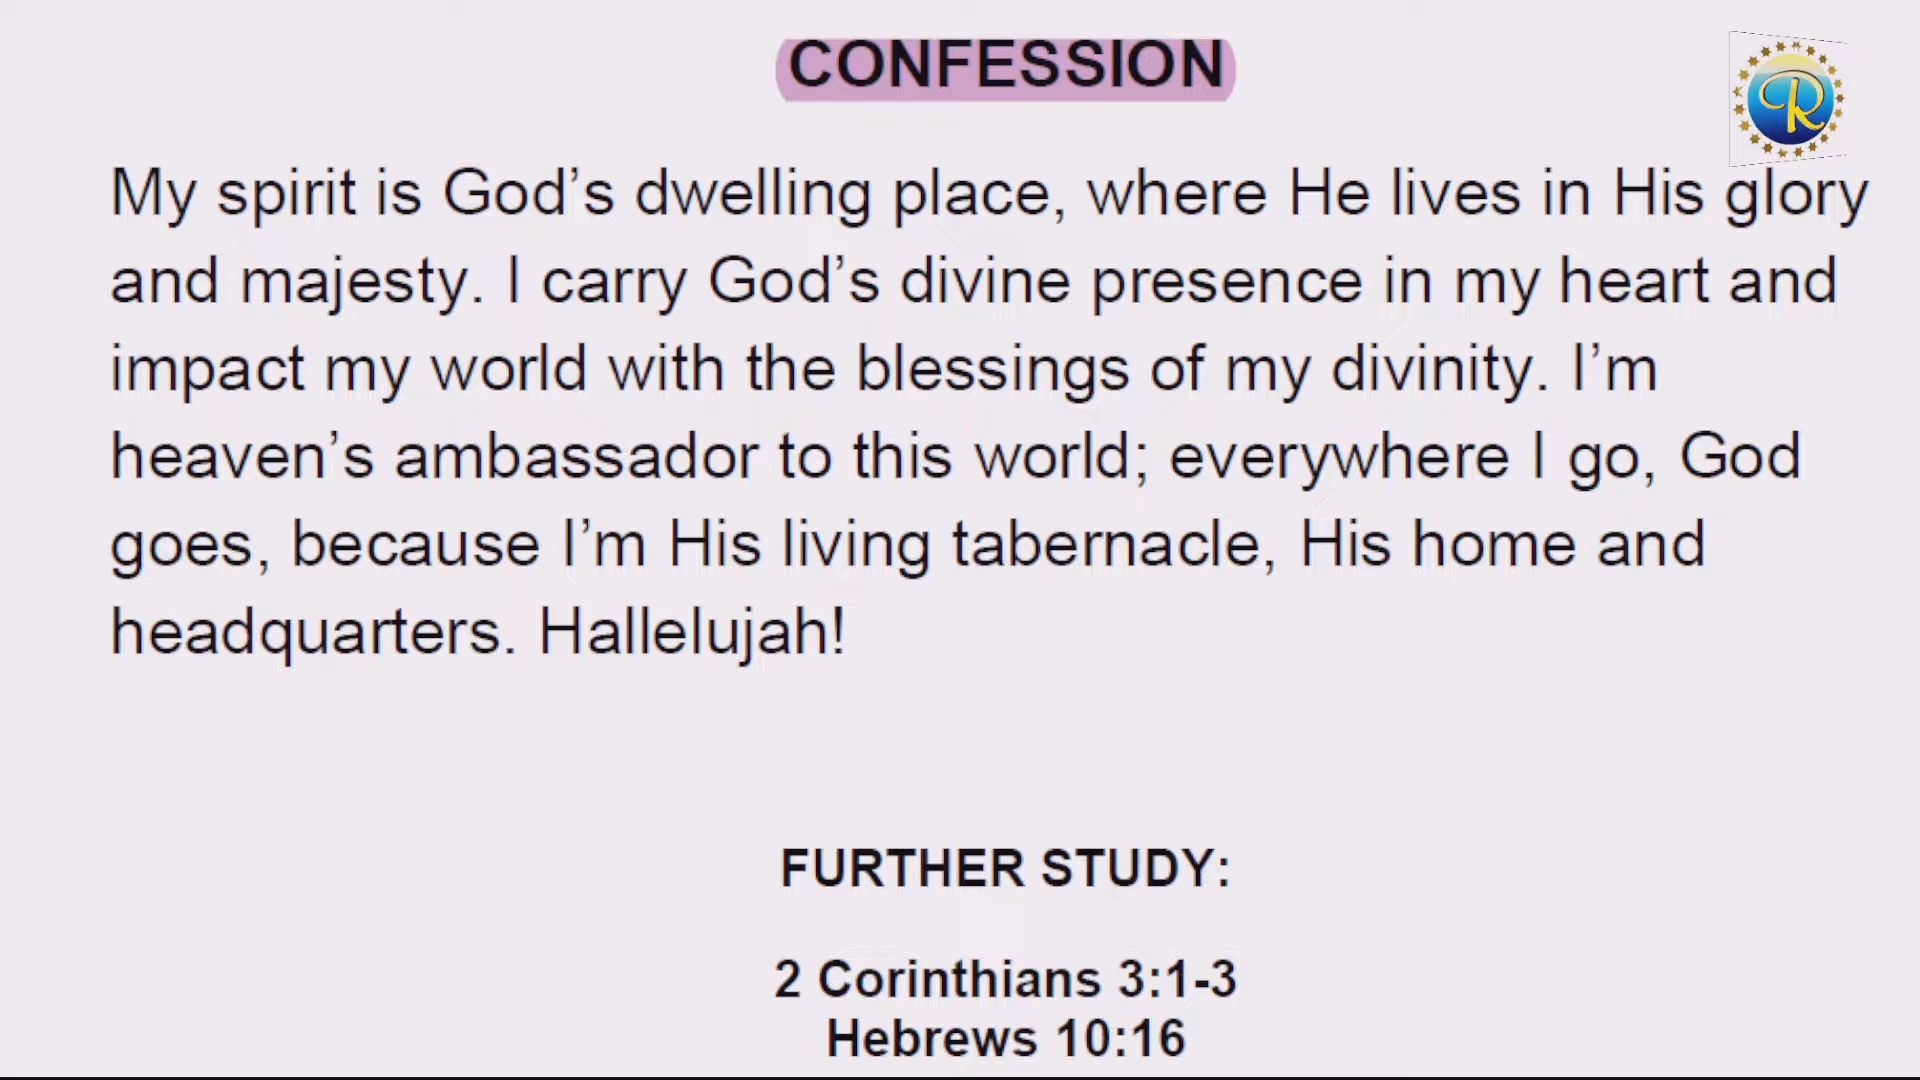 CONFESSION
R
My spirit is God’s dwelling place, where He lives in His glory
and majesty. I carry God’s divine presence in my heart and
impact my world with the blessings of my divinity. I’m
heaven’s ambassador to this world; everywhere I go, God
goes, because I’m His living tabernacle, His home and
headquarters. Hallelujah!
FURTHER STUDY:
2 Corinthians 3:1-3
Hebrews 10:16